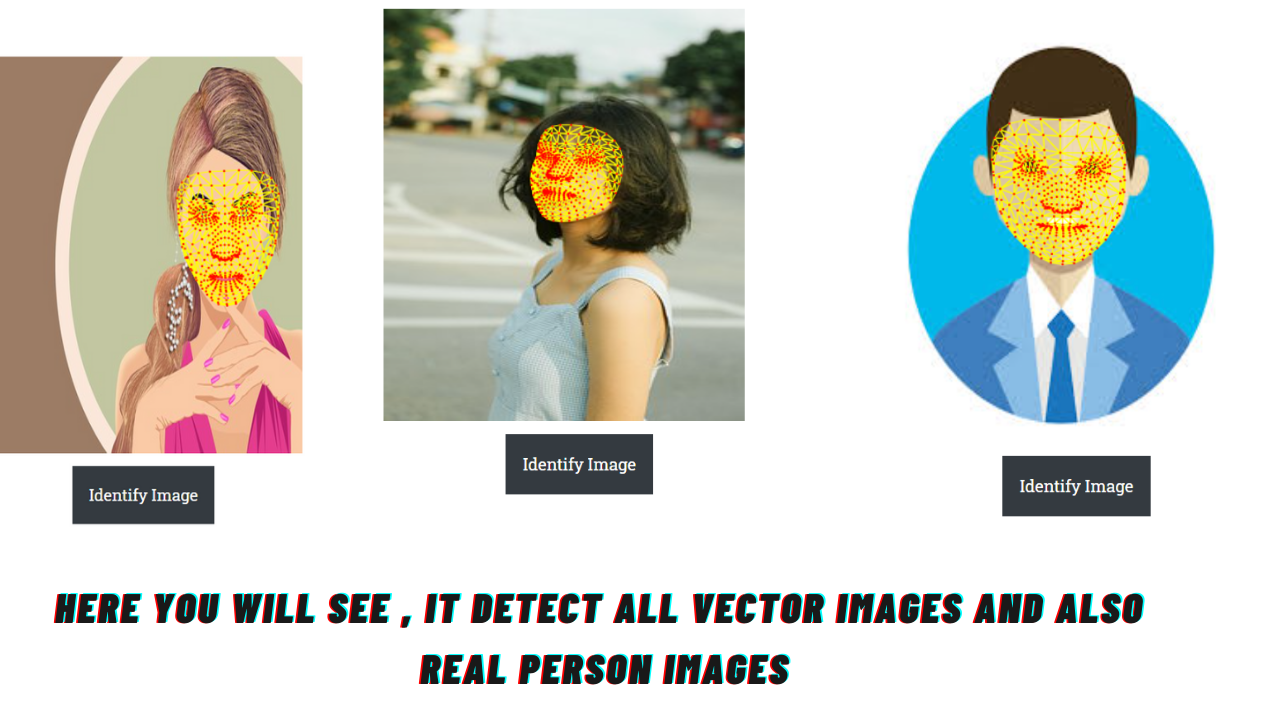 Identify Image
Identify Image
Identify Image
HERE YOU WILL SEE , IT DETECT ALL VECTOR IMAGES AND ALSO
REAL PERSON IMAGES